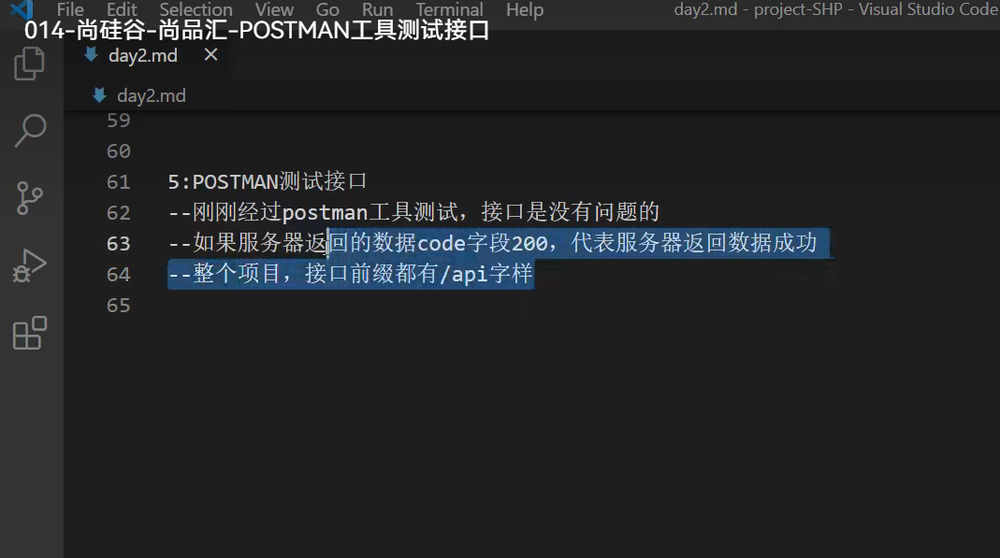 File Edit Selection View Go Run Terminal Help day2.md - project-SHP - Visual Studio Code
014-尚硅谷-尚品汇-POSTMAN工具测试接口
day2.md
day2.md
59
60
61 5:POSTMAN测试接口
62 --刚刚经过postman工具测试，接口是没有问题的
63 --如果服务器返回的数据code字段200，代表服务器返回数据成功
64 --整个项目，接口前缀都有/api字样
65